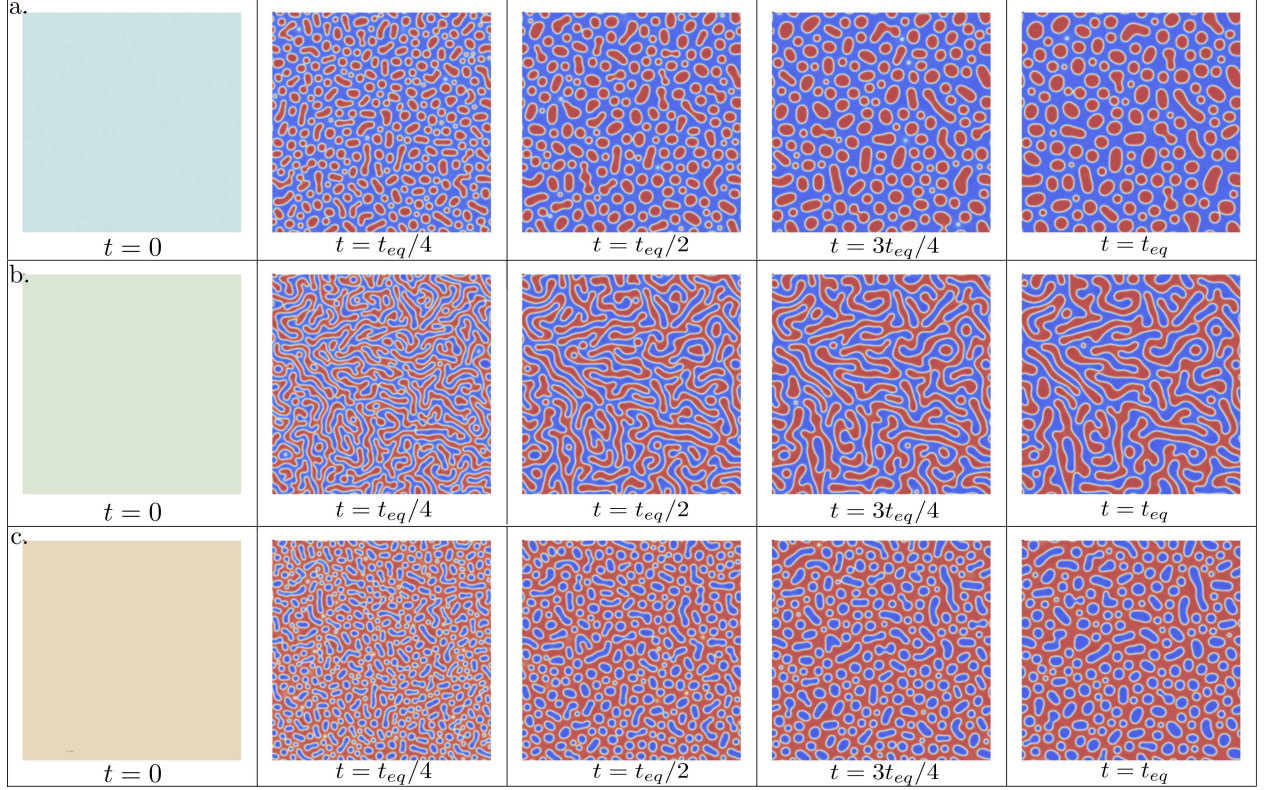 a.
t = 0
t = t_{eq}/4
t = t_{eq}/2
t = 3t_{eq}/4
t = t_{eq}
b.
t = 0
t = t_{eq}/4
t = t_{eq}/2
t = 3t_{eq}/4
t = t_{eq}
c.
t = 0
t = t_{eq}/4
t = t_{eq}/2
t = 3t_{eq}/4
t = t_{eq}